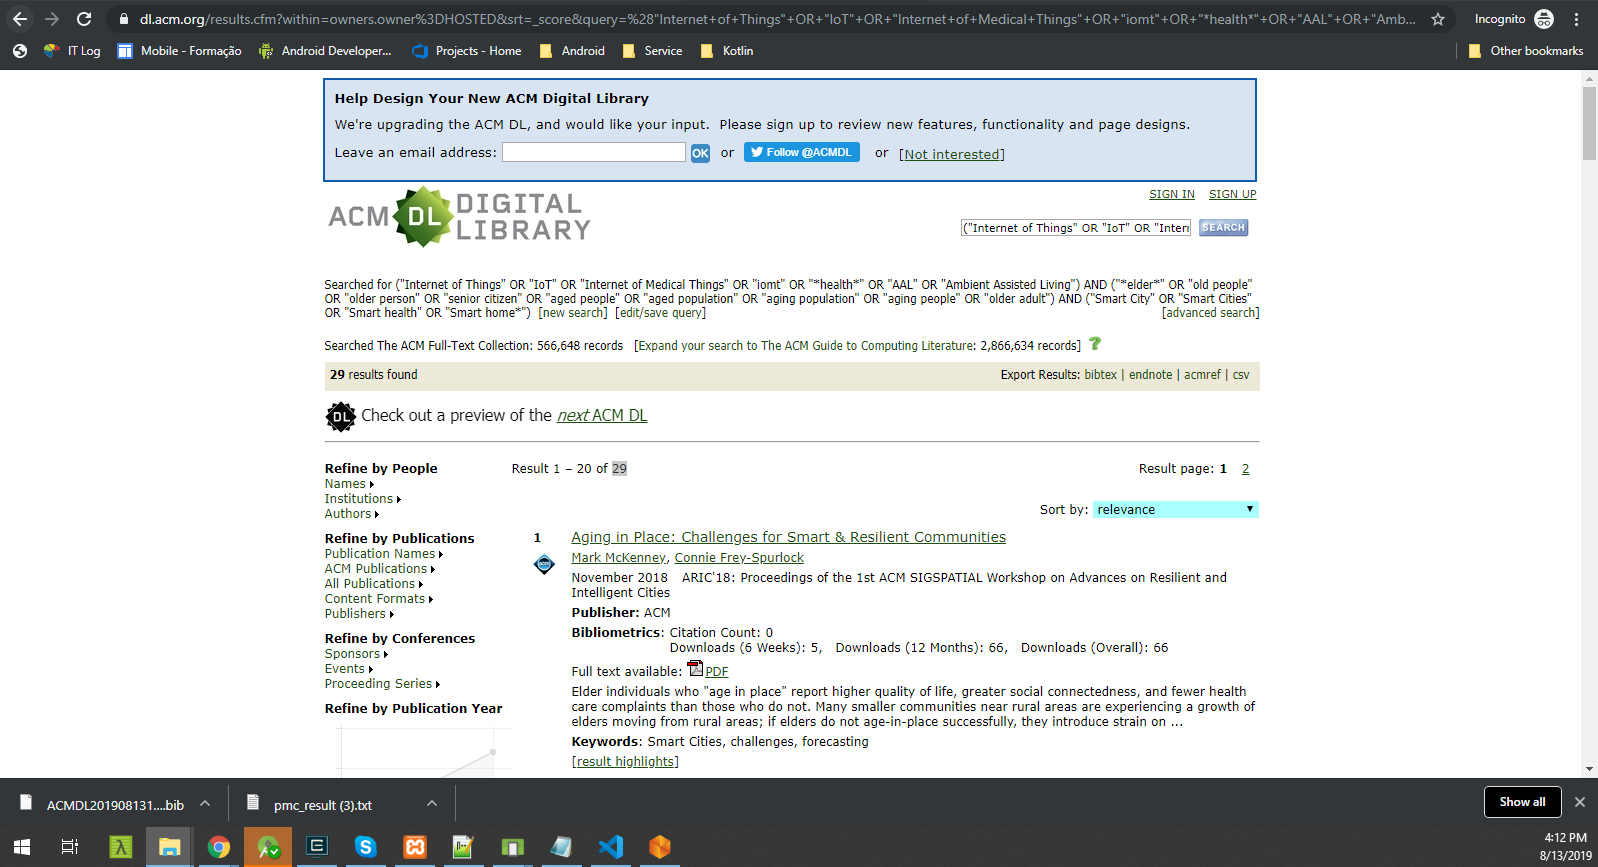 dl.acm.org/results.cfm?within=owners.owner%3DHOSTED&srt=_score&query=%28"Internet+of+Things"+OR+"IoT"+OR+"Internet+of+Medical+Things"+OR+"iomt"+OR+"*health*"+OR+"AAL"+OR+"Amb...
Incognito
IT Log
Mobile - Formação
Android Developer...
Projects - Home
Android
Service
Kotlin
Other bookmarks
Help Design Your New ACM Digital Library
We're upgrading the ACM DL, and would like your input. Please sign up to review new features, functionality and page designs.
Leave an email address: OK or Follow @ACMDL or [Not interested]
SIGN IN SIGN UP
ACM DL DIGITAL LIBRARY
("Internet of Things" OR "IoT" OR "Intern SEARCH
Searched for ("Internet of Things" OR "IoT" OR "Internet of Medical Things" OR "iomt" OR "*health*" OR "AAL" OR "Ambient Assisted Living") AND ("*elder*" OR "old people"
OR "older person" OR "senior citizen" OR "aged people" OR "aged population" OR "aging population" OR "aging people" OR "older adult") AND ("Smart City" OR "Smart Cities"
OR "Smart health" OR "Smart home*") [new search] [edit/save query] [advanced search]
Searched The ACM Full-Text Collection: 566,648 records [Expand your search to The ACM Guide to Computing Literature: 2,866,634 records] ?
29 results found Export Results: bibtex | endnote | acmref | csv
DL Check out a preview of the next ACM DL
Refine by People
Names
Institutions
Authors
Refine by Publications
Publication Names
ACM Publications
All Publications
Content Formats
Publishers
Refine by Conferences
Sponsors
Events
Proceeding Series
Refine by Publication Year
Result 1 – 20 of 29 Result page: 1 2
Sort by: relevance
1 Aging in Place: Challenges for Smart & Resilient Communities
Mark McKenney, Connie Frey-Spurlock
November 2018 ARIC'18: Proceedings of the 1st ACM SIGSPATIAL Workshop on Advances on Resilient and
Intelligent Cities
Publisher: ACM
Bibliometrics: Citation Count: 0
Downloads (6 Weeks): 5, Downloads (12 Months): 66, Downloads (Overall): 66
Full text available: PDF
Elder individuals who "age in place" report higher quality of life, greater social connectedness, and fewer health
care complaints than those who do not. Many smaller communities near rural areas are experiencing a growth of
elders moving from rural areas; if elders do not age-in-place successfully, they introduce strain on ...
Keywords: Smart Cities, challenges, forecasting
[result highlights]
ACMDL201908131....bib
pmc_result (3).txt
Show all
4:12 PM
8/13/2019